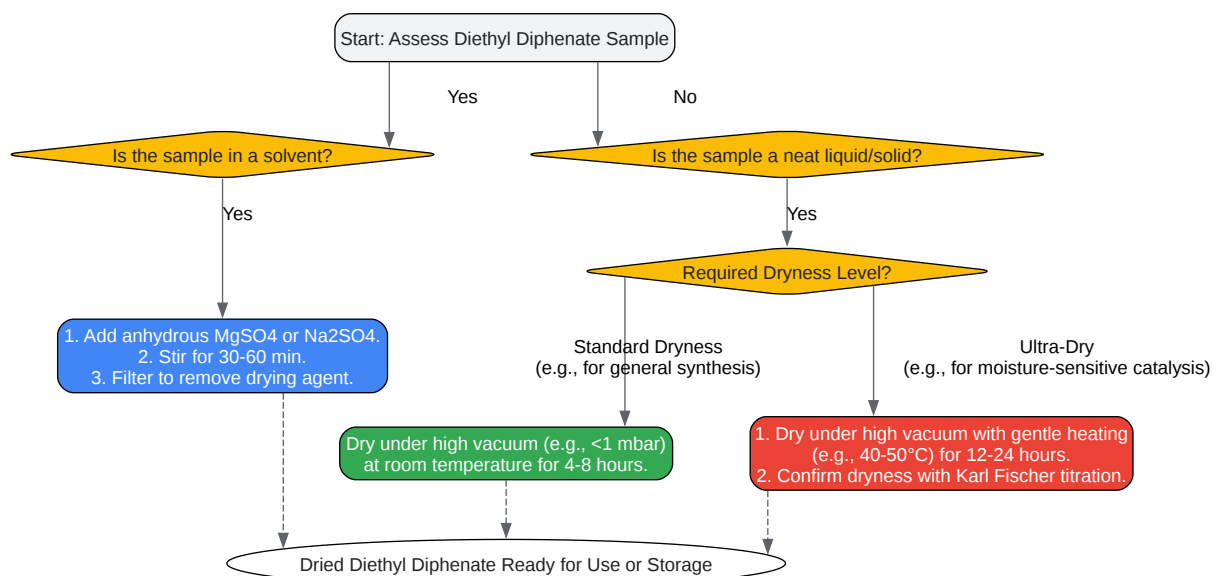 Start: Assess Diethyl Diphenate Sample
Yes
No
Is the sample in a solvent?
Is the sample a neat liquid/solid?
Yes
Yes
Required Dryness Level?
1. Add anhydrous MgSO4 or Na2SO4.
2. Stir for 30-60 min.
3. Filter to remove drying agent.
Standard Dryness
(e.g., for general synthesis)
Ultra-Dry
(e.g., for moisture-sensitive catalysis)
Dry under high vacuum (e.g., <1 mbar)
at room temperature for 4-8 hours.
1. Dry under high vacuum with gentle heating
(e.g., 40-50°C) for 12-24 hours.
2. Confirm dryness with Karl Fischer titration.
Dried Diethyl Diphenate Ready for Use or Storage